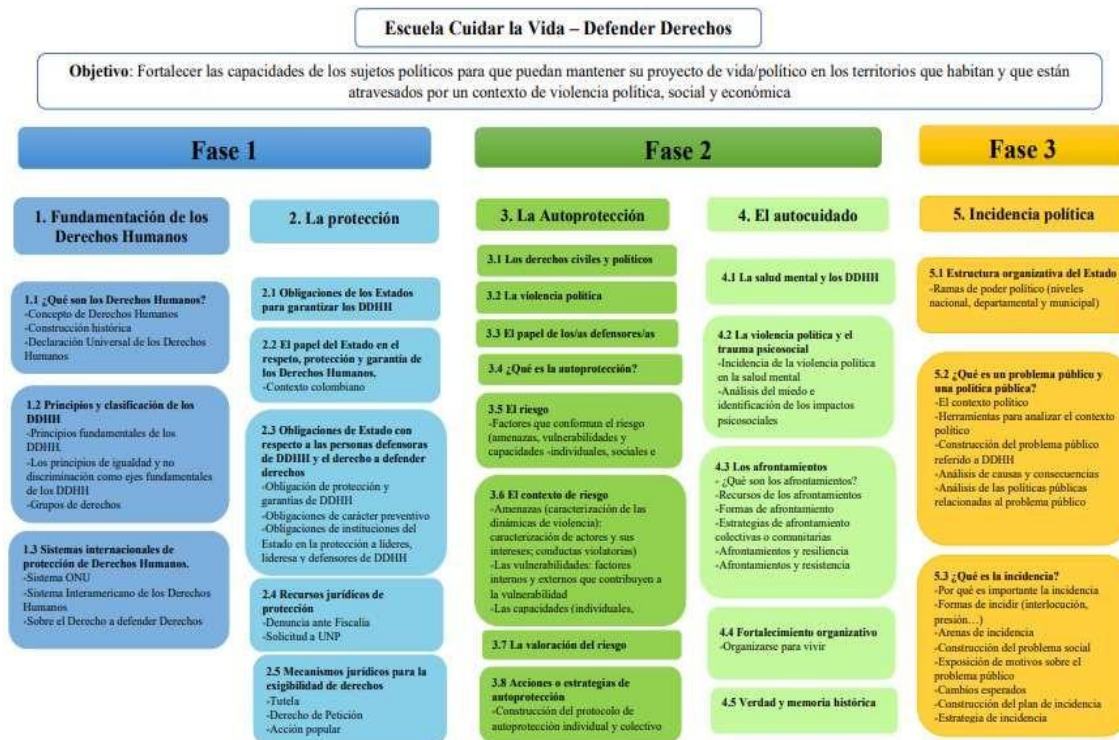 Escuela Cuidar la Vida – Defender Derechos
Objetivo: Fortalecer las capacidades de los sujetos políticos para que puedan mantener su proyecto de vida/político en los territorios que habitan y que están
atravesados por un contexto de violencia política, social y económica
Fase 1
1. Fundamentación de los
Derechos Humanos
1.1 ¿Qué son los Derechos Humanos?
-Concepto de Derechos Humanos
-Construcción histórica
-Declaración Universal de los Derechos
Humanos
1.2 Principios y clasificación de los
DDHH
-Principios fundamentales de los
DDHH.
-Los principios de igualdad y no
discriminación como ejes fundamentales
de los DDHH
-Grupos de derechos
1.3 Sistemas internacionales de
protección de Derechos Humanos.
-Sistema ONU
-Sistema Interamericano de los Derechos
Humanos
-Sobre el Derecho a defender Derechos
2. La protección
2.1 Obligaciones de los Estados
para garantizar los DDHH
2.2 El papel del Estado en el
respeto, protección y garantía de
los Derechos Humanos.
-Contexto colombiano
2.3 Obligaciones de Estado con
respecto a las personas defensoras
de DDHH y el derecho a defender
derechos
-Obligación de protección y
garantías de DDHH
-Obligaciones de carácter preventivo
-Obligaciones de instituciones del
Estado en la protección a líderes,
lideresa y defensores de DDHH
2.4 Recursos jurídicos de
protección
-Denuncia ante Fiscalía
-Solicitud a UNP
2.5 Mecanismos jurídicos para la
exigibilidad de derechos
-Tutela
-Derecho de Petición
-Acción popular
Fase 2
3. La Autoprotección
3.1 Los derechos civiles y políticos
3.2 La violencia política
3.3 El papel de los/as defensores/as
3.4 ¿Qué es la autoprotección?
3.5 El riesgo
-Factores que conforman el riesgo
(amenazas, vulnerabilidades y
capacidades -individuales, sociales e
3.6 El contexto de riesgo
-Amenazas (caracterización de las
dinámicas de violencia):
caracterización de actores y sus
intereses; conductas violatorias)
-Las vulnerabilidades: factores
internos y externos que contribuyen a
la vulnerabilidad
-Las capacidades (individuales,
3.7 La valoración del riesgo
3.8 Acciones o estrategias de
autoprotección
-Construcción del protocolo de
autoprotección individual y colectivo
4. El autocuidado
4.1 La salud mental y los DDHH
4.2 La violencia política y el
trauma psicosocial
-Incidencia de la violencia política
en la salud mental
-Análisis del miedo e
identificación de los impactos
psicosociales
4.3 Los afrontamientos
- ¿Qué son los afrontamientos?
-Recursos de los afrontamientos
-Formas de afrontamiento
-Estrategias de afrontamiento
colectivas o comunitarias
-Afrontamientos y resiliencia
-Afrontamientos y resistencia
4.4 Fortalecimiento organizativo
-Organizarse para vivir
4.5 Verdad y memoria histórica
Fase 3
5. Incidencia política
5.1 Estructura organizativa del Estado
-Ramas de poder político (niveles
nacional, departamental y municipal)
5.2 ¿Qué es un problema público y
una política pública?
-El contexto político
-Herramientas para analizar el contexto
político
-Construcción del problema público
referido a DDHH
-Análisis de causas y consecuencias
-Análisis de las políticas públicas
relacionadas al problema público
5.3 ¿Qué es la incidencia?
-Por qué es importante la incidencia
-Formas de incidir (interlocución,
presión…)
-Arenas de incidencia
-Construcción del problema social
-Exposición de motivos sobre el
problema público
-Cambios esperados
-Construcción del plan de incidencia
-Estrategia de incidencia